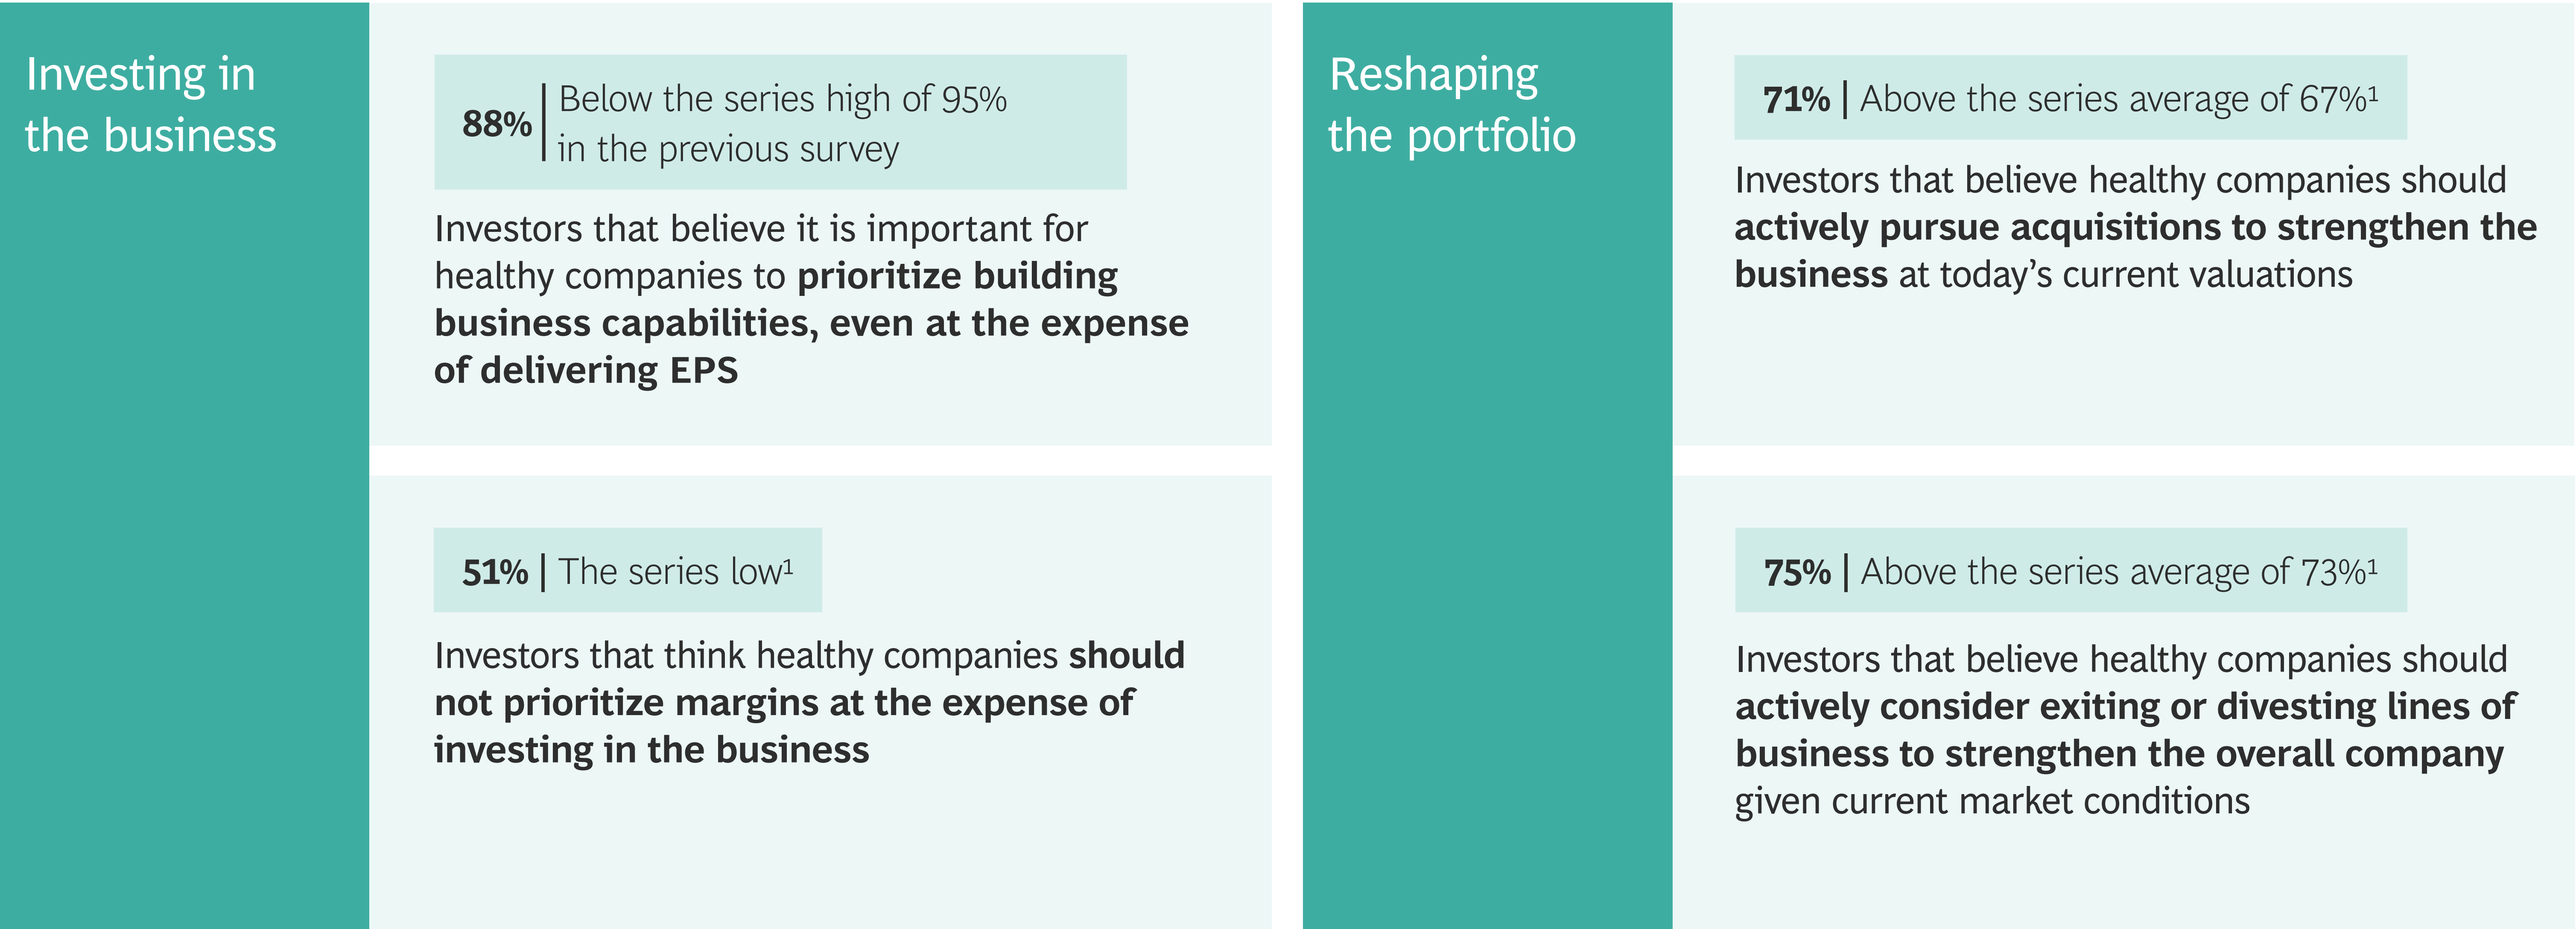 Investing in
the business
88% | Below the series high of 95%
in the previous survey
Investors that believe it is important for
healthy companies to prioritize building
business capabilities, even at the expense
of delivering EPS
51% | The series low¹
Investors that think healthy companies should
not prioritize margins at the expense of
investing in the business
Reshaping
the portfolio
71% | Above the series average of 67%¹
Investors that believe healthy companies should
actively pursue acquisitions to strengthen the
business at today’s current valuations
75% | Above the series average of 73%¹
Investors that believe healthy companies should
actively consider exiting or divesting lines of
business to strengthen the overall company
given current market conditions